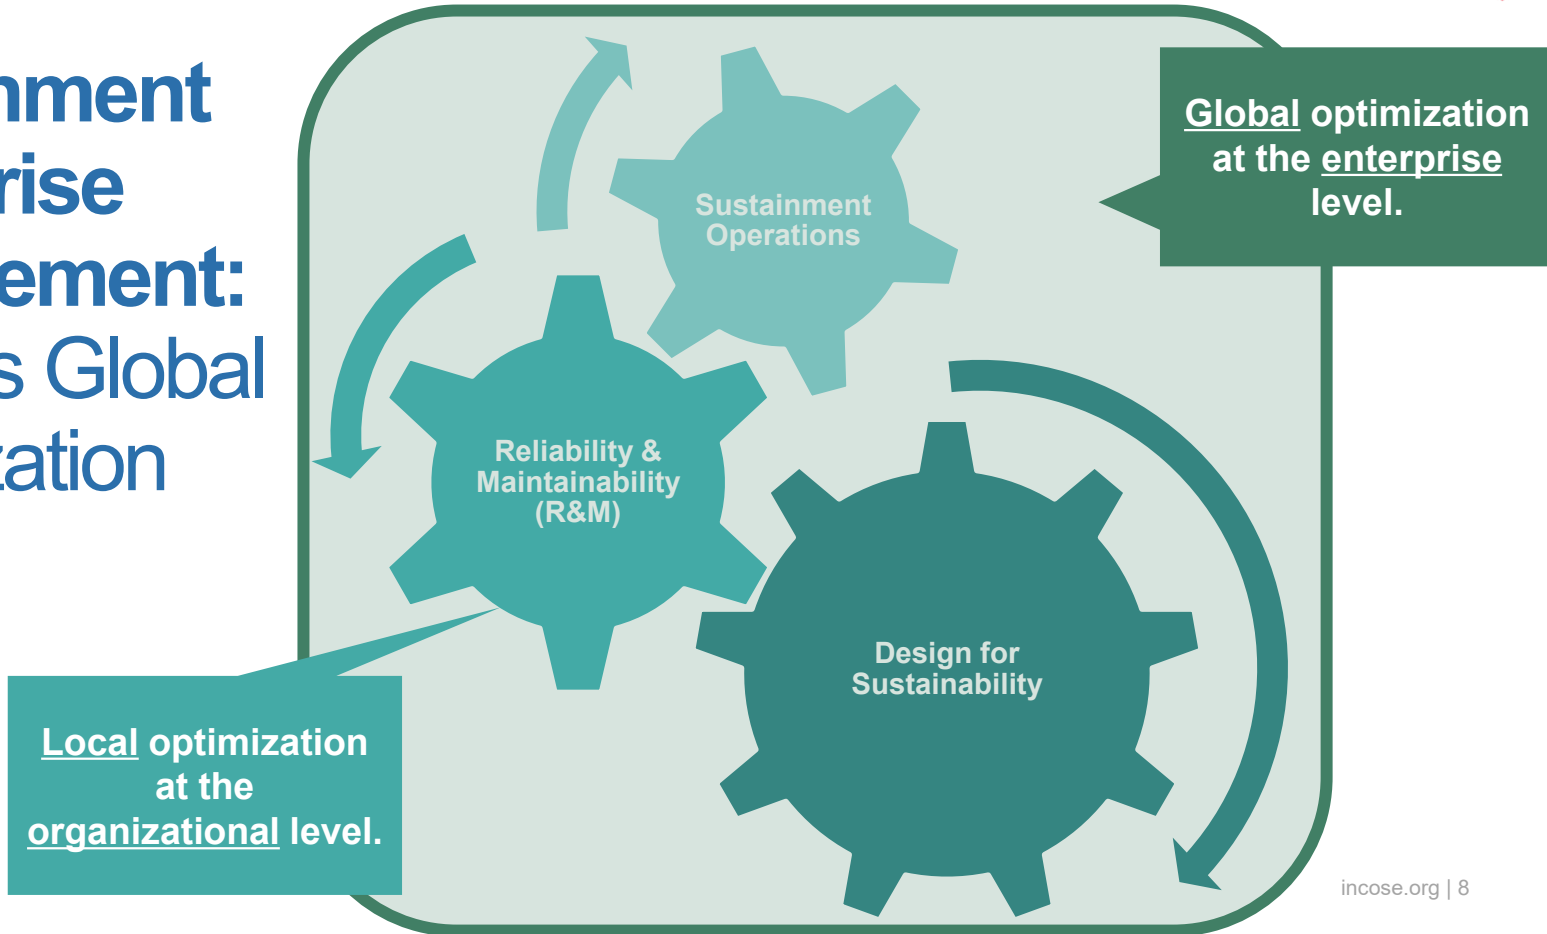 nment
rise
ement:
s Global
zation
Global optimization
at the enterprise
level.
Sustainment
Operations
Reliability &
Maintainability
(R&M)
Design for
Sustainability
Local optimization
at the
organizational level.
incose.org | 8